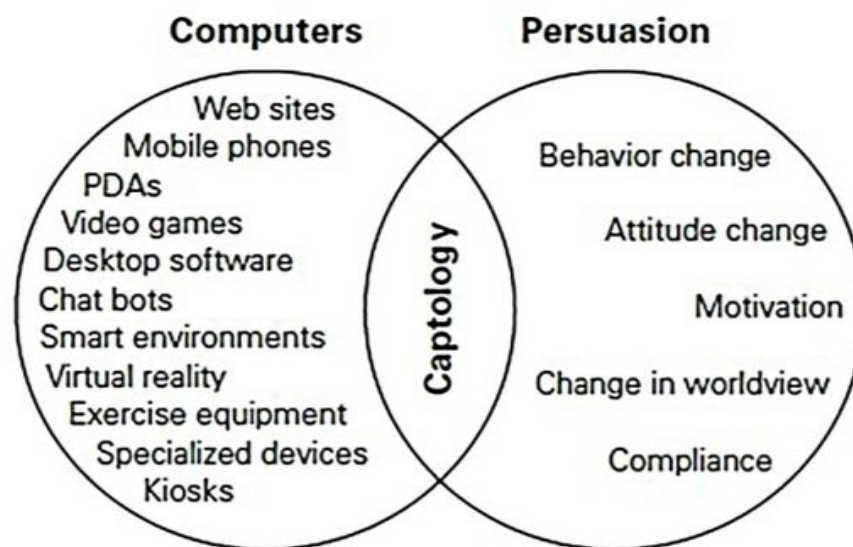 Computers
Persuasion
Web sites
Mobile phones
PDAs
Video games
Desktop software
Chat bots
Smart environments
Virtual reality
Exercise equipment
Specialized devices
Kiosks
Captology
Behavior change
Attitude change
Motivation
Change in worldview
Compliance